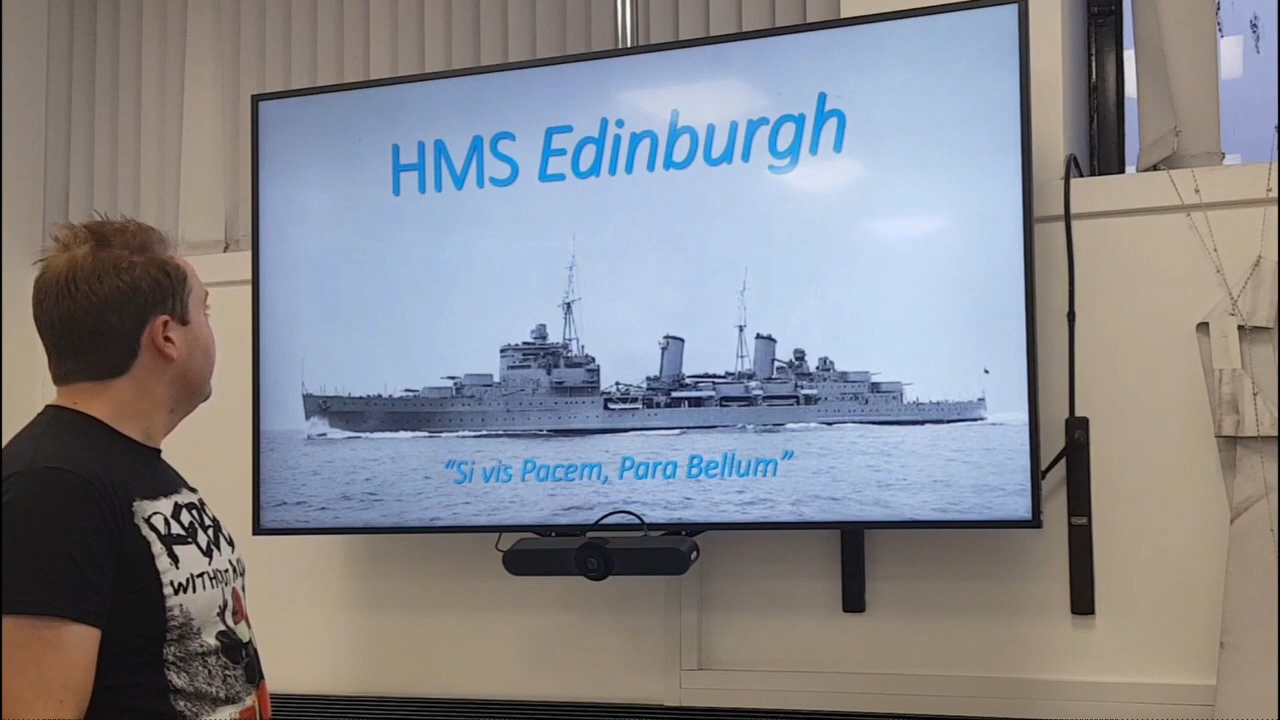 HMS Edinburgh
“Si vis Pacem, Para Bellum”
WITHOUT A